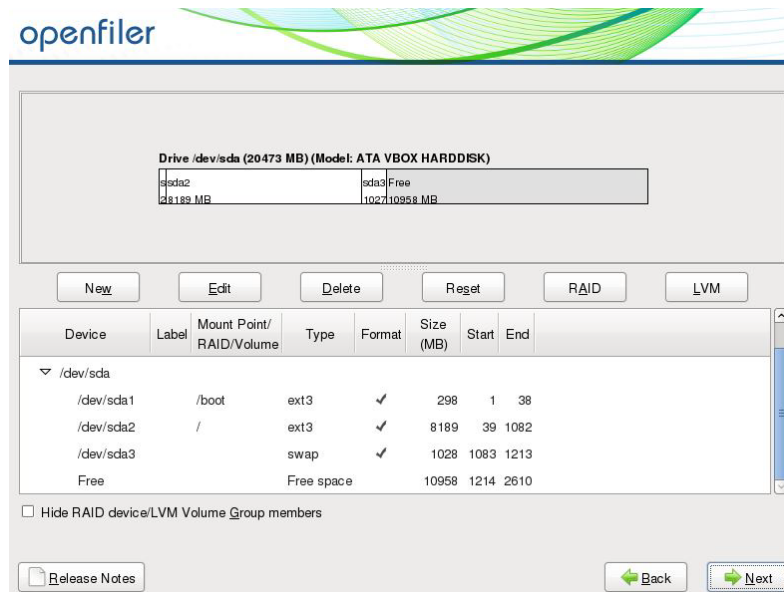 openfiler
Drive /dev/sda (20473 MB) (Model: ATA VBOX HARDDISK)
s sda2 sda3 Free
2 8189 MB 1027 10958 MB
New Edit Delete Reset RAID LVM
Device Label Mount Point/ RAID/Volume Type Format Size (MB) Start End
/dev/sda
/dev/sda1 /boot ext3 298 1 38
/dev/sda2 / ext3 8189 39 1082
/dev/sda3 swap 1028 1083 1213
Free Free space 10958 1214 2610
Hide RAID device/LVM Volume Group members
Release Notes Back Next